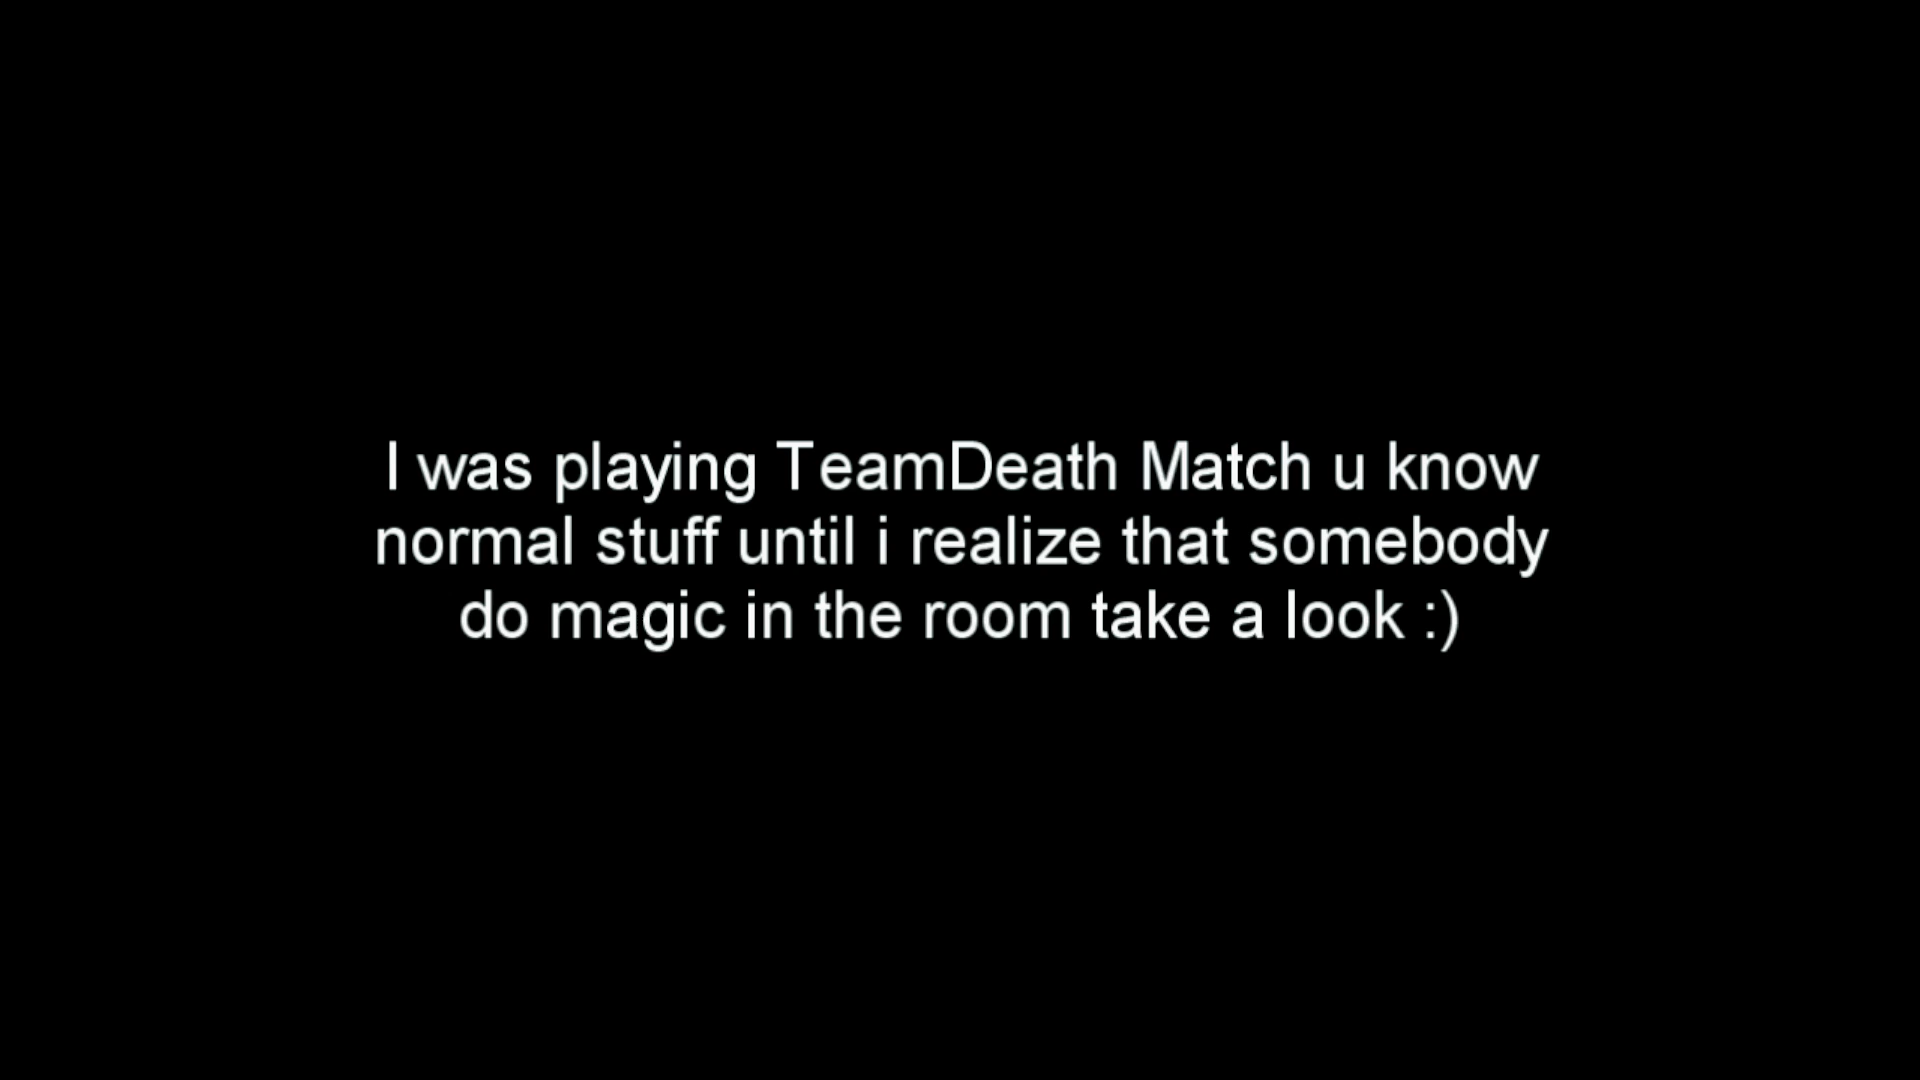 I was playing TeamDeath Match u know
normal stuff until i realize that somebody
do magic in the room take a look :)